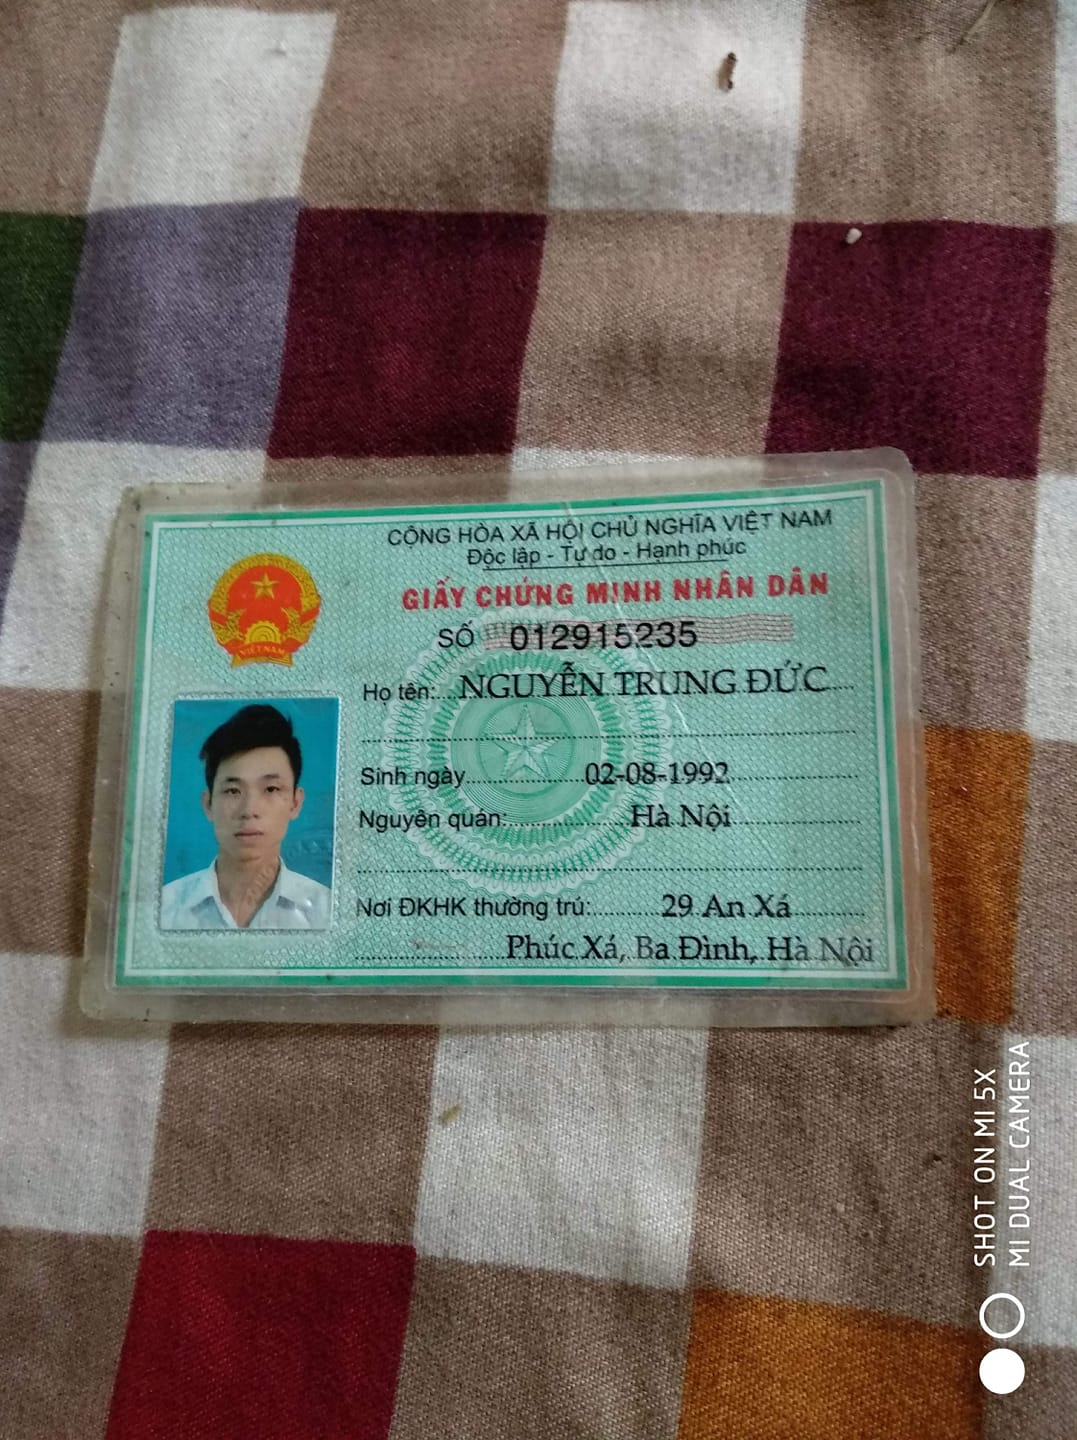 CỘNG HÒA XÃ HỘI CHỦ NGHĨA VIỆT NAM
Độc lập - Tự do - Hạnh phúc
GIẤY CHỨNG MINH NHÂN DÂN
SỐ 012915235
VIỆT NAM
Họ tên: NGUYỄN TRUNG ĐỨC
Sinh ngày 02-08-1992
Nguyên quán: Hà Nội
Nơi ĐKHK thường trú: 29 An Xá
Phúc Xá, Ba Đình, Hà Nội
SHOT ON MI 5X
MI DUAL CAMERA